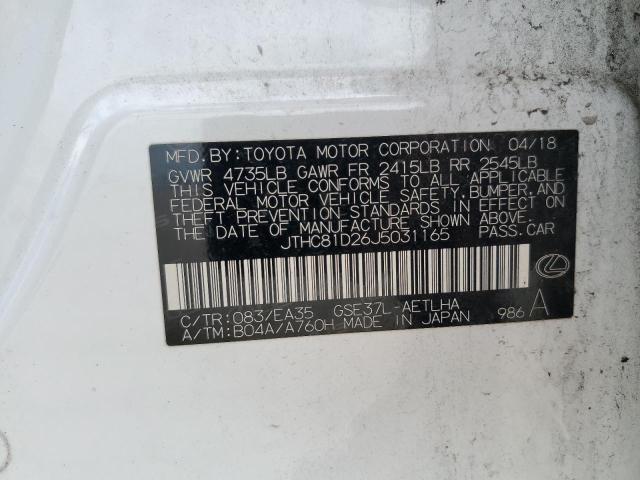 MFD. BY: TOYOTA MOTOR CORPORATION 04/18
GVWR 4735LB GAWR FR 2415LB RR 2545LB
THIS VEHICLE CONFORMS TO ALL APPLICABLE
FEDERAL MOTOR VEHICLE SAFETY, BUMPER, AND
THEFT PREVENTION STANDARDS IN EFFECT ON
THE DATE OF MANUFACTURE SHOWN ABOVE.
JTHC81D26J5031165 PASS.CAR
C/TR: 083/EA35 GSE37L-AETLHA
A/TM: B04A/A760H MADE IN JAPAN 986 A